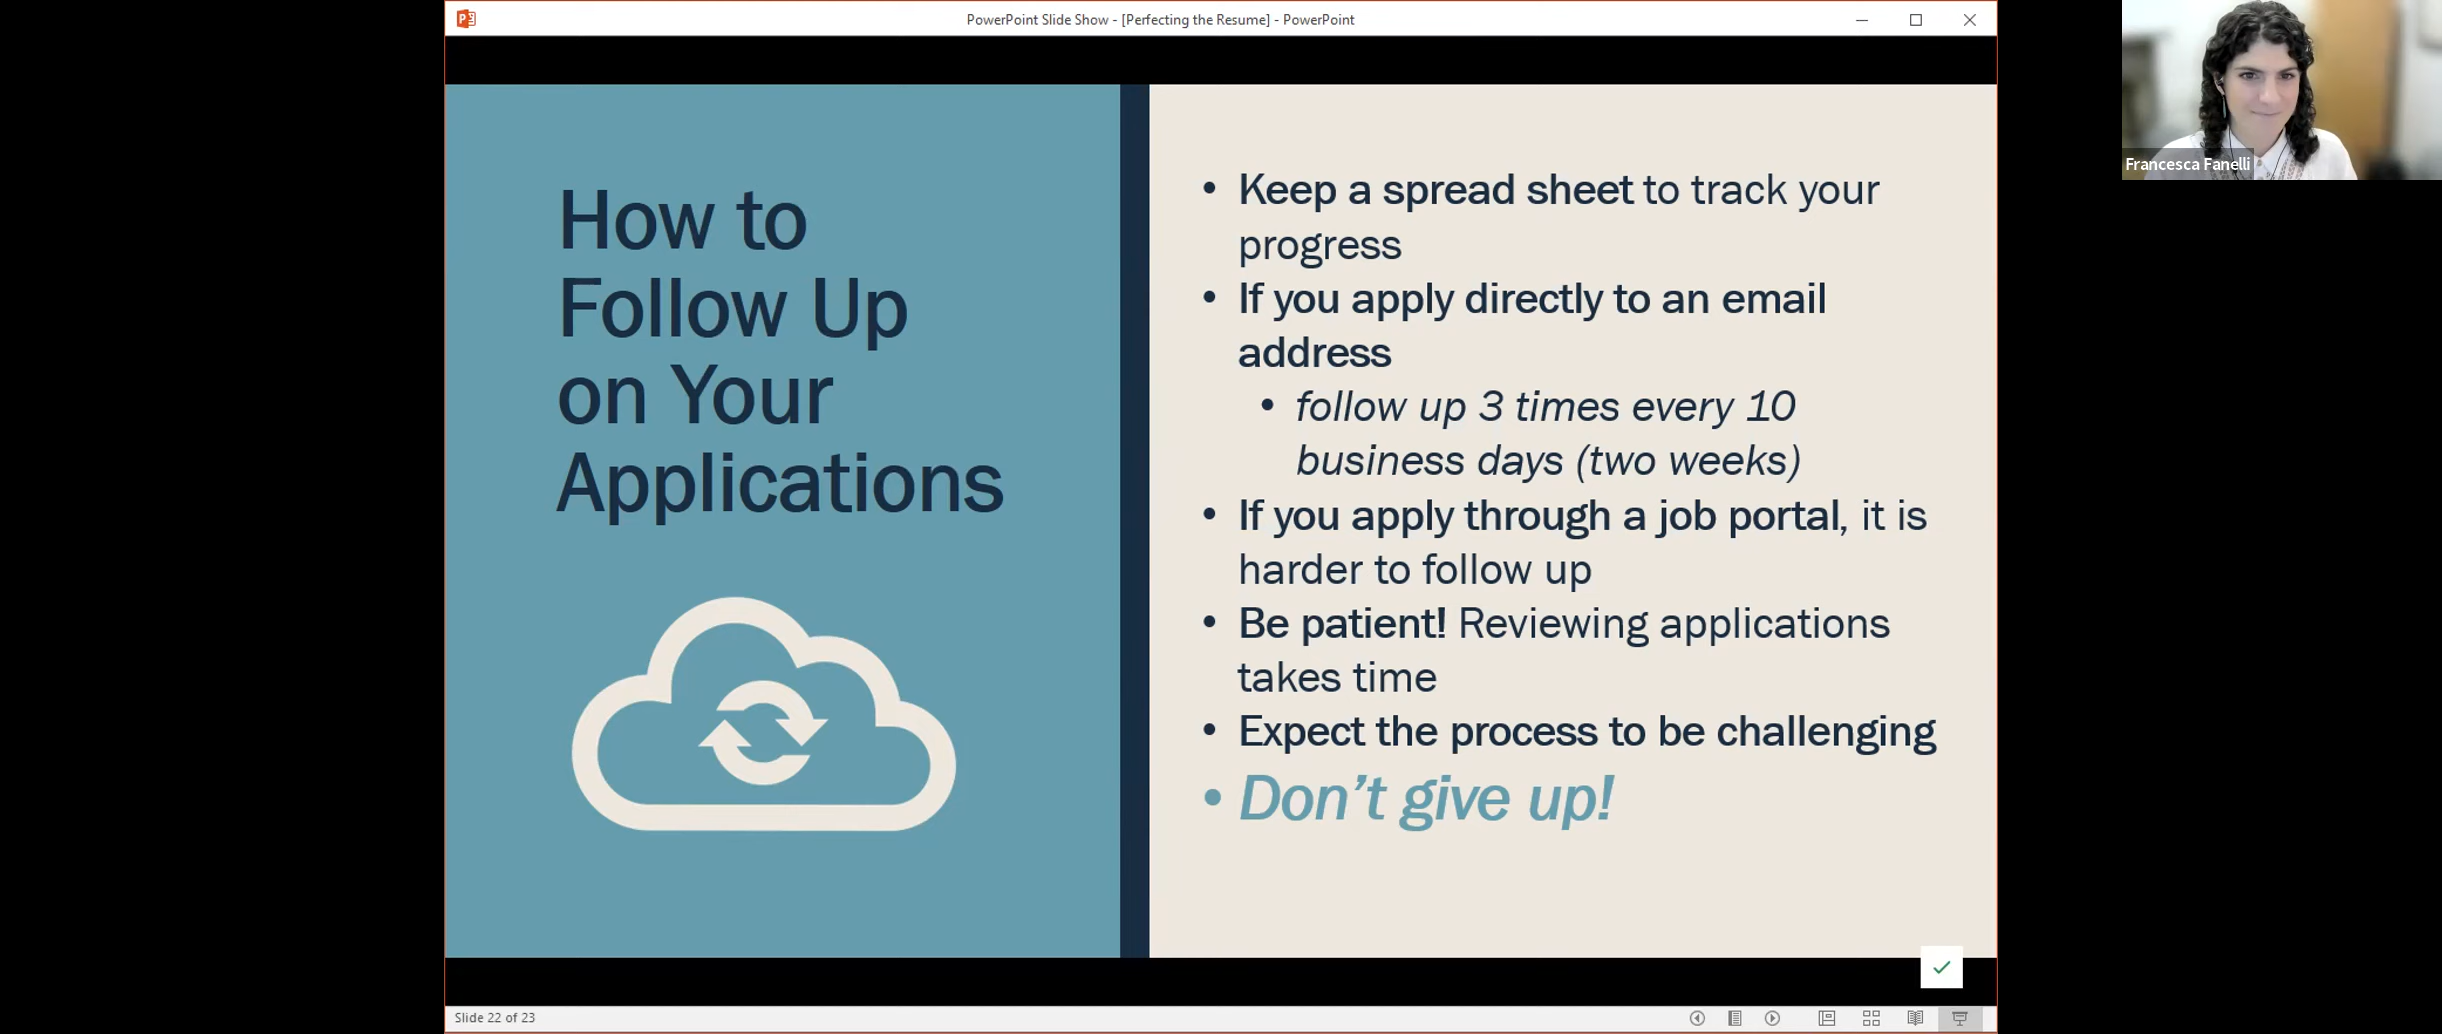 PowerPoint Slide Show - [Perfecting the Resume] - PowerPoint
Francesca Fanelli
How to
Follow Up
on Your
Applications
• Keep a spread sheet to track your
progress
• If you apply directly to an email
address
• follow up 3 times every 10
business days (two weeks)
• If you apply through a job portal, it is
harder to follow up
• Be patient! Reviewing applications
takes time
• Expect the process to be challenging
• Don’t give up!
Slide 22 of 23